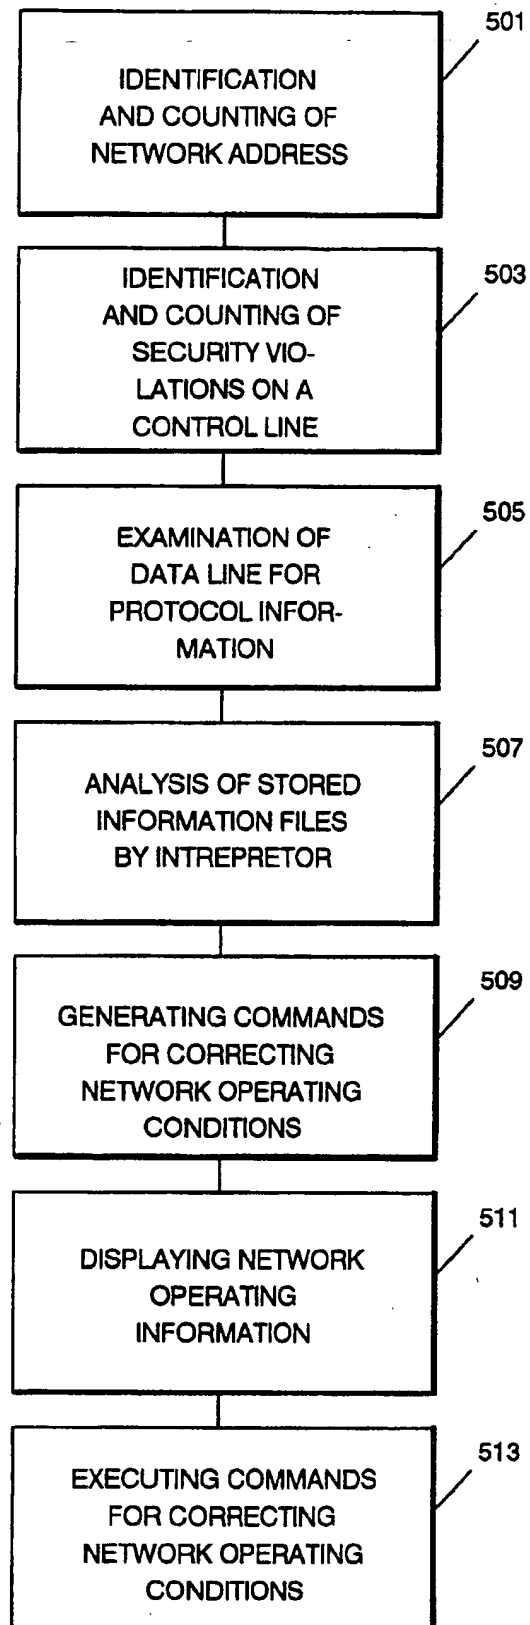 501
IDENTIFICATION
AND COUNTING OF
NETWORK ADDRESS
503
IDENTIFICATION
AND COUNTING OF
SECURITY VIO-
LATIONS ON A
CONTROL LINE
505
EXAMINATION OF
DATA LINE FOR
PROTOCOL INFOR-
MATION
507
ANALYSIS OF STORED
INFORMATION FILES
BY INTREPRETOR
509
GENERATING COMMANDS
FOR CORRECTING
NETWORK OPERATING
CONDITIONS
511
DISPLAYING NETWORK
OPERATING
INFORMATION
513
EXECUTING COMMANDS
FOR CORRECTING
NETWORK OPERATING
CONDITIONS